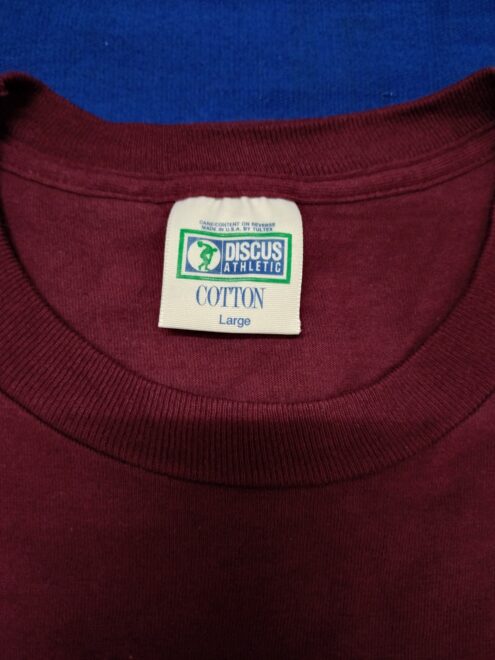 CARE/CONTENT ON REVERSE
MADE IN U.S.A. BY TULTEX
DISCUS
ATHLETIC
COTTON
Large